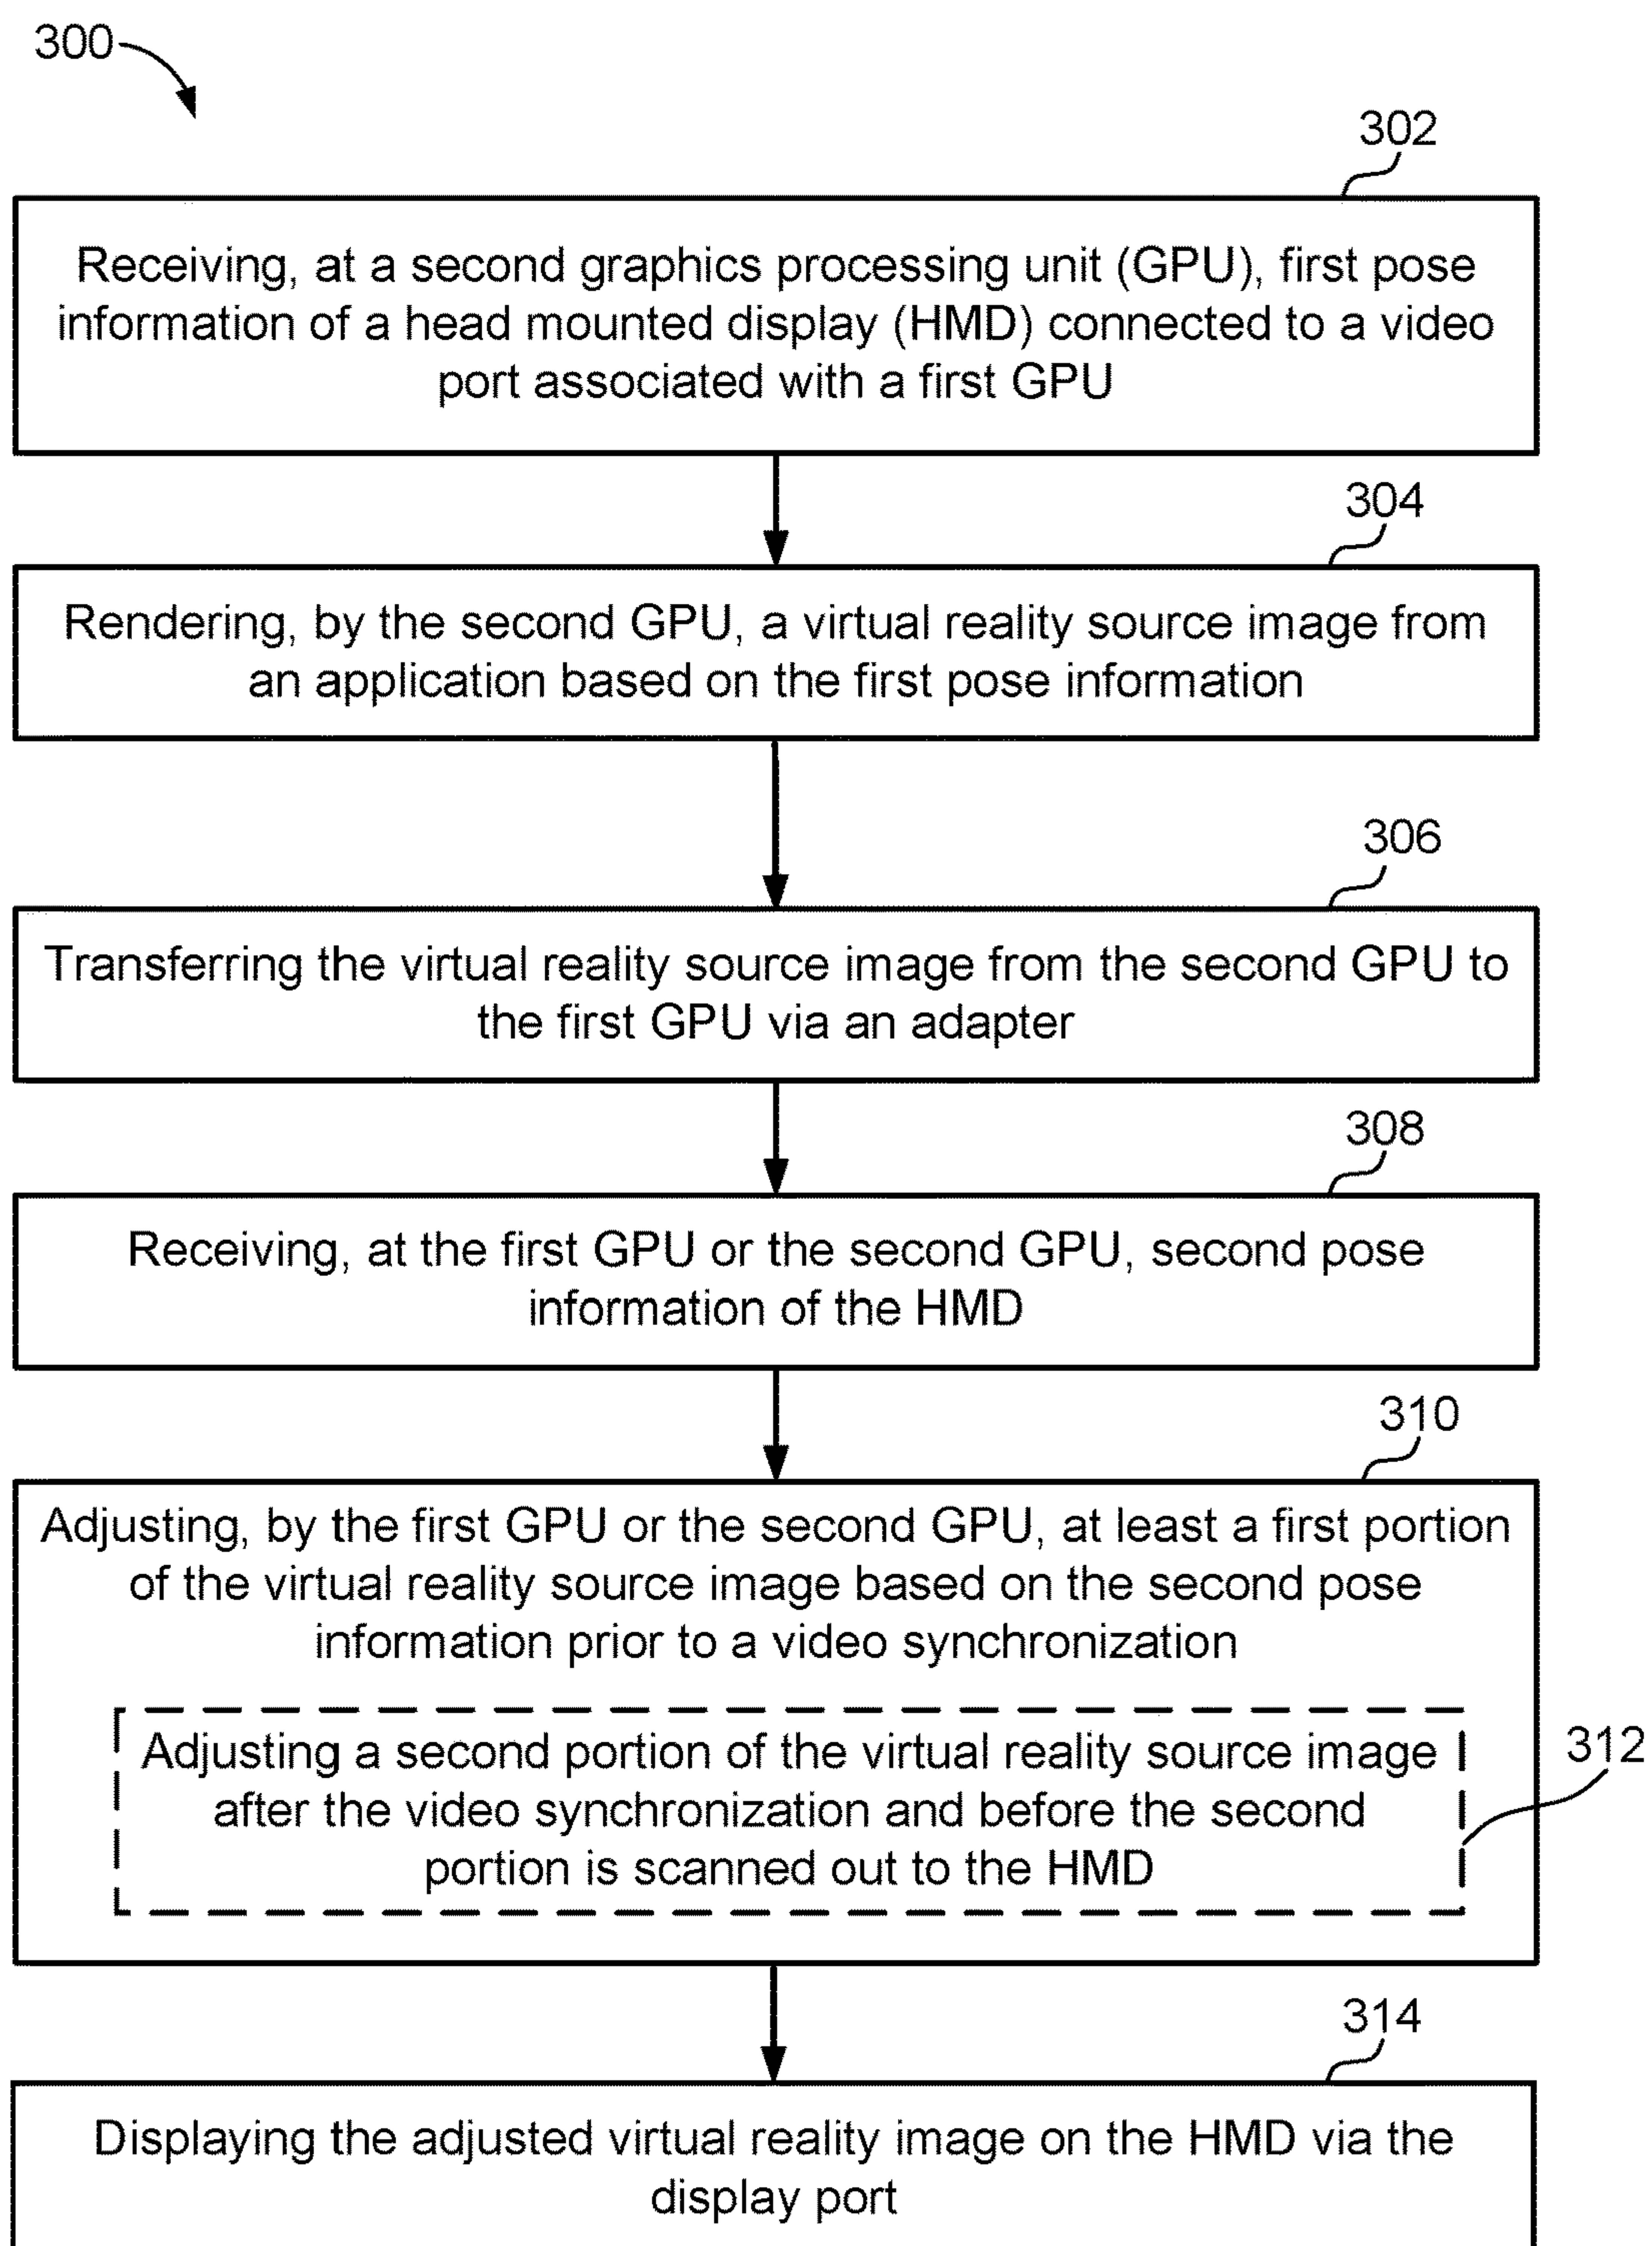 300
302
Receiving, at a second graphics processing unit (GPU), first pose
information of a head mounted display (HMD) connected to a video
port associated with a first GPU
304
Rendering, by the second GPU, a virtual reality source image from
an application based on the first pose information
306
Transferring the virtual reality source image from the second GPU to
the first GPU via an adapter
308
Receiving, at the first GPU or the second GPU, second pose
information of the HMD
310
Adjusting, by the first GPU or the second GPU, at least a first portion
of the virtual reality source image based on the second pose
information prior to a video synchronization
312
Adjusting a second portion of the virtual reality source image
after the video synchronization and before the second
portion is scanned out to the HMD
314
Displaying the adjusted virtual reality image on the HMD via the
display port